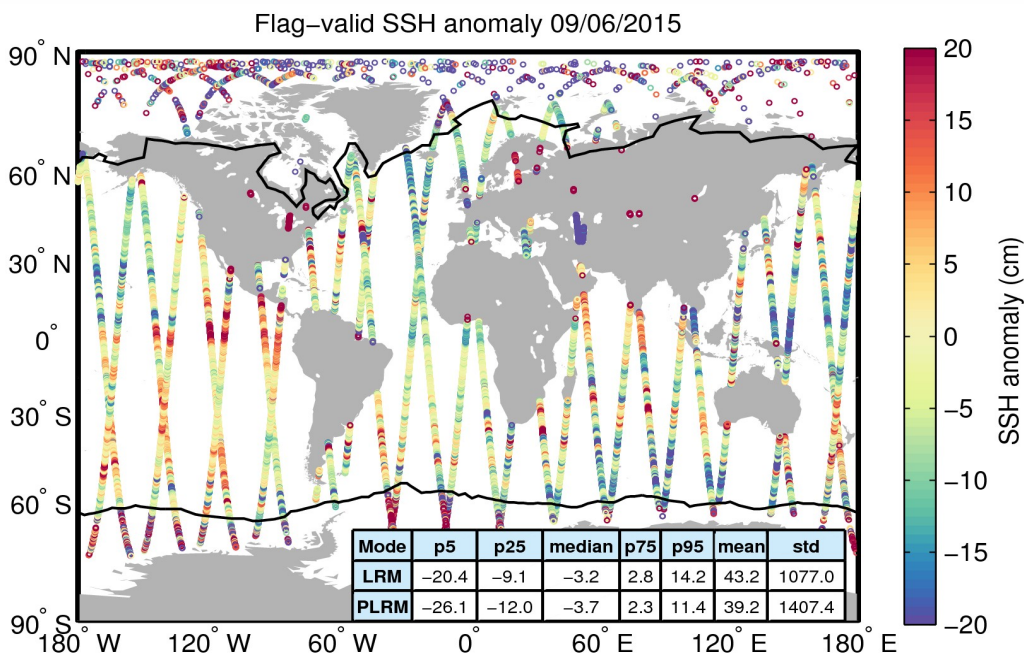 Flag−valid SSH anomaly 09/06/2015
90° N
60° N
30° N
0°
30° S
60° S
90° S
180° W
120° W
60° W
0°
60° E
120° E
180° E
20
15
10
5
0
−5
−10
−15
−20
SSH anomaly (cm)
Mode p5 p25 median p75 p95 mean std
LRM −20.4 −9.1 −3.2 2.8 14.2 43.2 1077.0
PLRM −26.1 −12.0 −3.7 2.3 11.4 39.2 1407.4